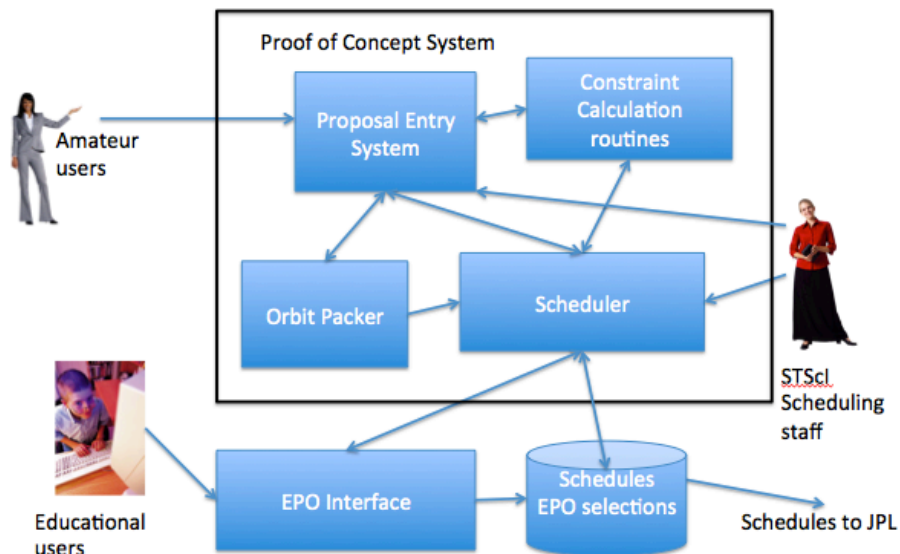 Proof of Concept System
Constraint
Calculation
routines
Proposal Entry
System
Amateur
users
Orbit Packer
Scheduler
STScI
Scheduling
staff
EPO Interface
Schedules
EPO selections
Educational
users
Schedules to JPL